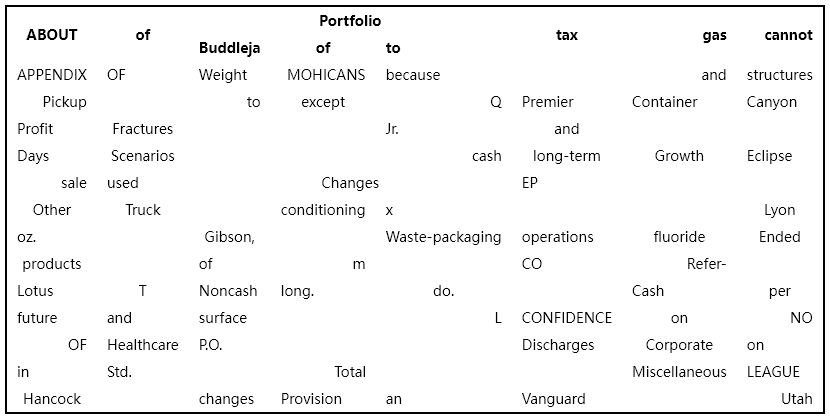 Portfolio
ABOUT of Buddleja of to tax gas cannot
APPENDIX OF Weight MOHICANS because and structures
Pickup to except Q Premier Container Canyon
Profit Fractures Jr. and
Days Scenarios cash long-term Growth Eclipse
sale used Changes EP
Other Truck conditioning x Lyon
oz. Gibson, Waste-packaging operations fluoride Ended
products of m CO Refer-
Lotus T Noncash long. do. Cash per
future and surface L CONFIDENCE on NO
OF Healthcare P.O. Discharges Corporate on
in Std. Total Miscellaneous LEAGUE
Hancock changes Provision an Vanguard Utah